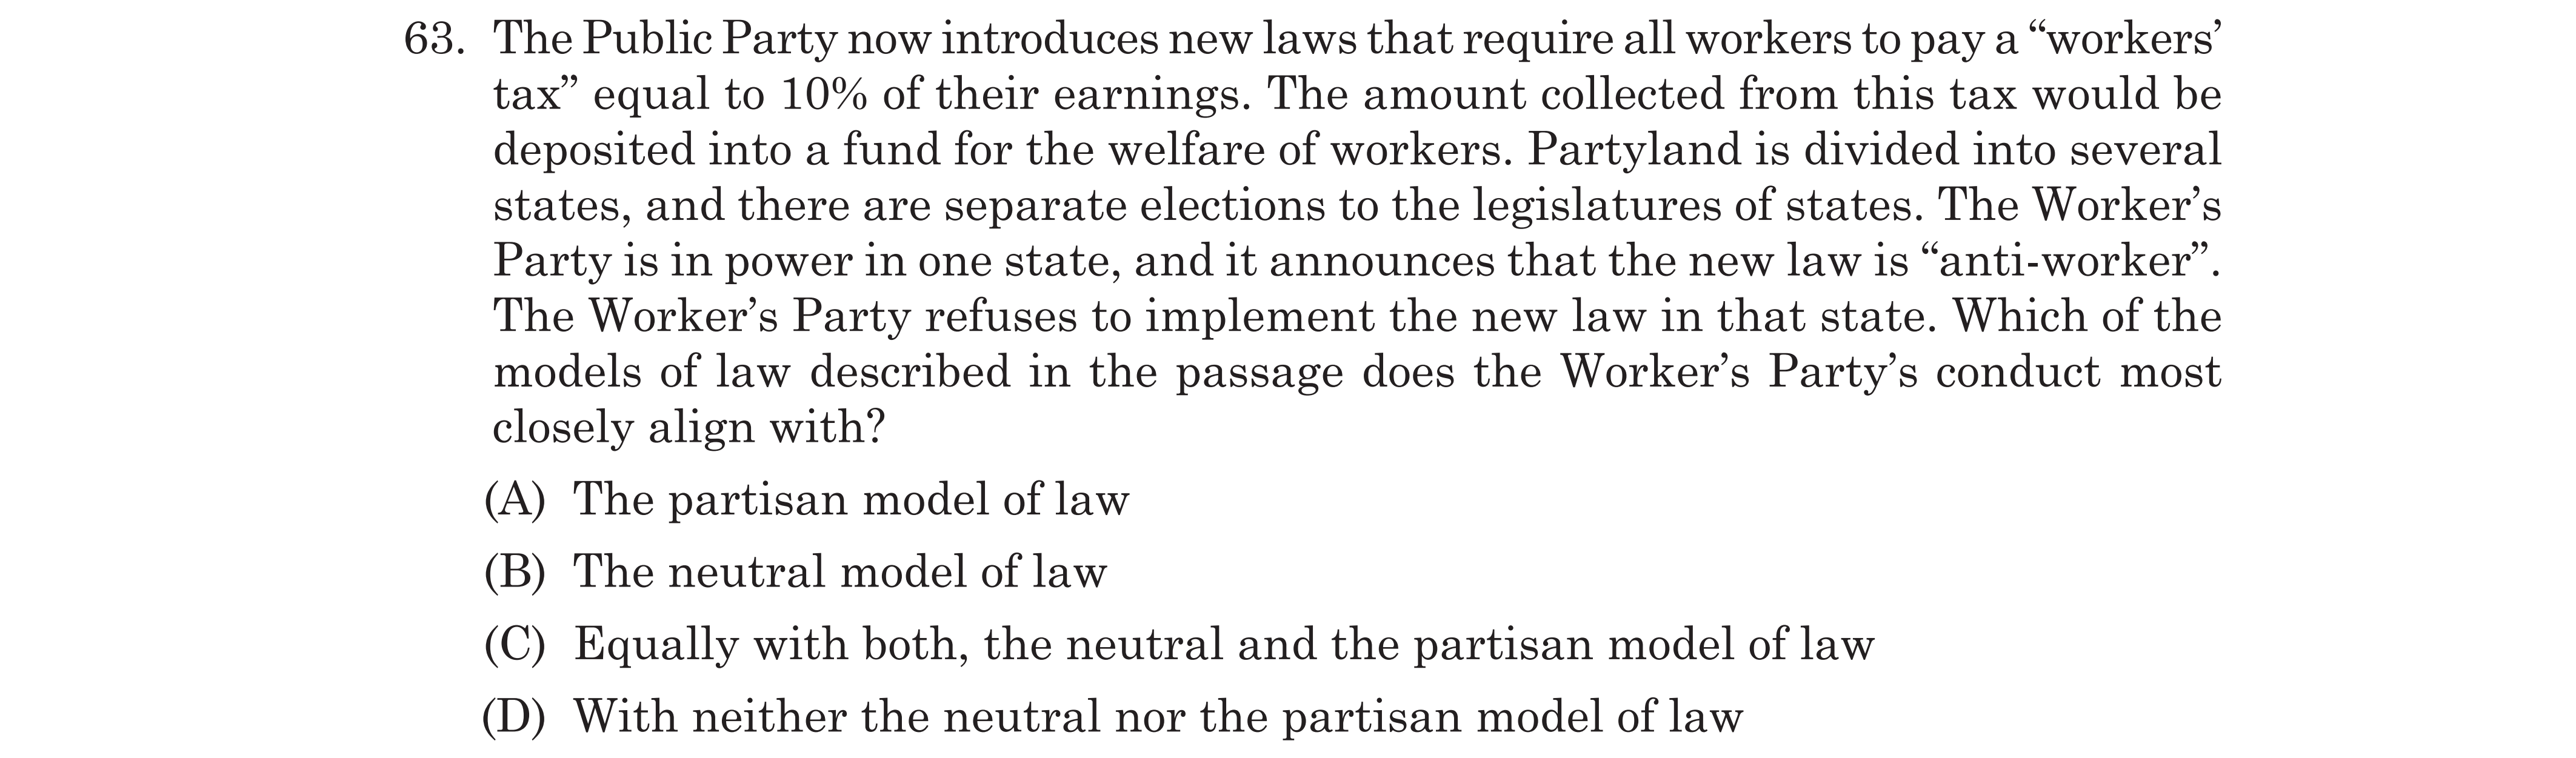 63. The Public Party now introduces new laws that require all workers to pay a “workers’
tax” equal to 10% of their earnings. The amount collected from this tax would be
deposited into a fund for the welfare of workers. Partyland is divided into several
states, and there are separate elections to the legislatures of states. The Worker’s
Party is in power in one state, and it announces that the new law is “anti-worker”.
The Worker’s Party refuses to implement the new law in that state. Which of the
models of law described in the passage does the Worker’s Party’s conduct most
closely align with?
(A) The partisan model of law
(B) The neutral model of law
(C) Equally with both, the neutral and the partisan model of law
(D) With neither the neutral nor the partisan model of law